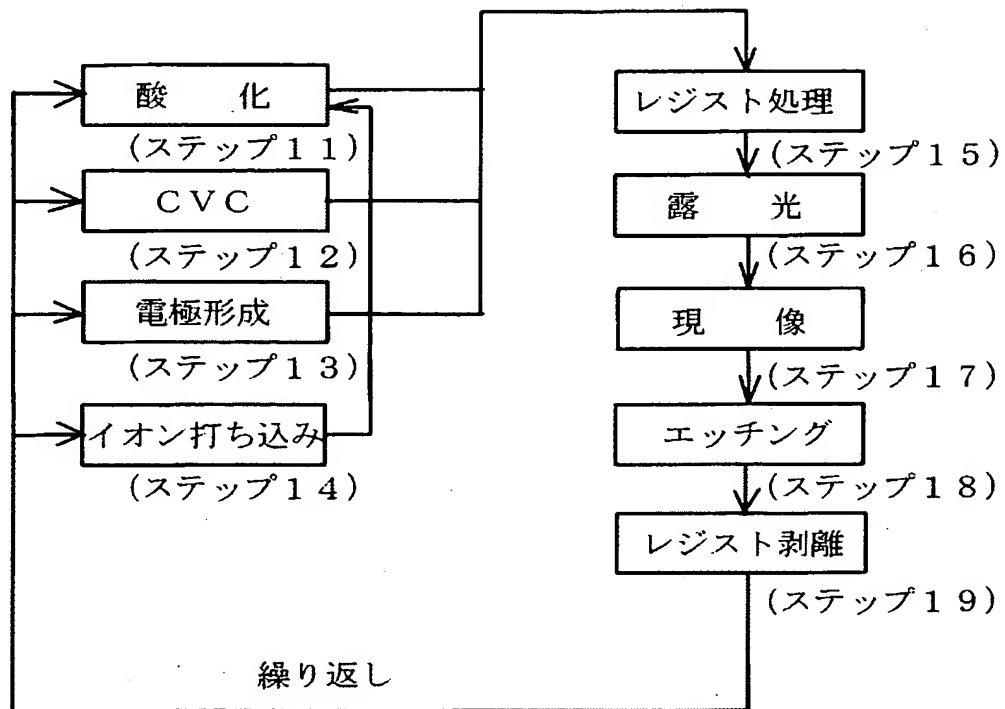 酸　化
(ステップ１１)
ＣＶＣ
(ステップ１２)
電極形成
(ステップ１３)
イオン打ち込み
(ステップ１４)
レジスト処理
(ステップ１５)
露　光
(ステップ１６)
現　像
(ステップ１７)
エッチング
(ステップ１８)
レジスト剥離
(ステップ１９)
繰り返し